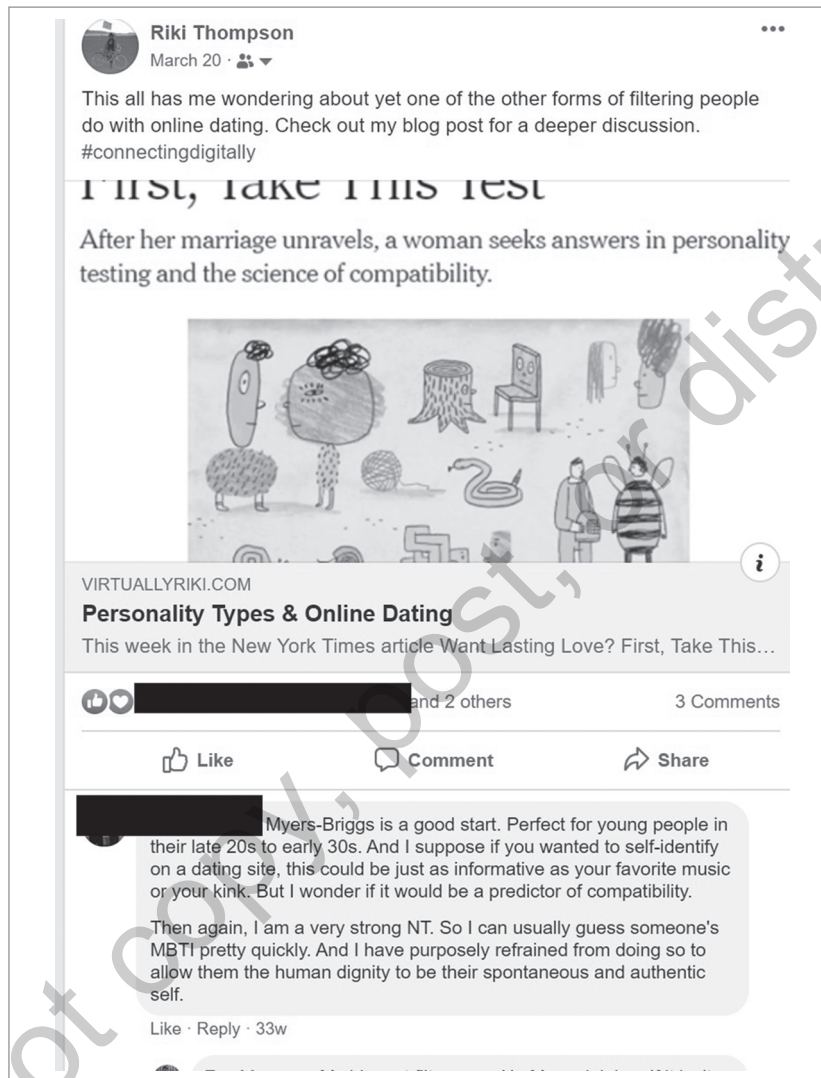 Riki Thompson
March 20
This all has me wondering about yet one of the other forms of filtering people
do with online dating. Check out my blog post for a deeper discussion.
#connectingdigitally
First, Take This Test
After her marriage unravels, a woman seeks answers in personality
testing and the science of compatibility.
i
VIRTUALLYRIKI.COM
Personality Types & Online Dating
This week in the New York Times article Want Lasting Love? First, Take This...
and 2 others 3 Comments
Like Comment Share
Myers-Briggs is a good start. Perfect for young people in
their late 20s to early 30s. And I suppose if you wanted to self-identify
on a dating site, this could be just as informative as your favorite music
or your kink. But I wonder if it would be a predictor of compatibility.
Then again, I am a very strong NT. So I can usually guess someone's
MBTI pretty quickly. And I have purposely refrained from doing so to
allow them the human dignity to be their spontaneous and authentic
self.
Like · Reply · 33w
ot copy, post, or distr